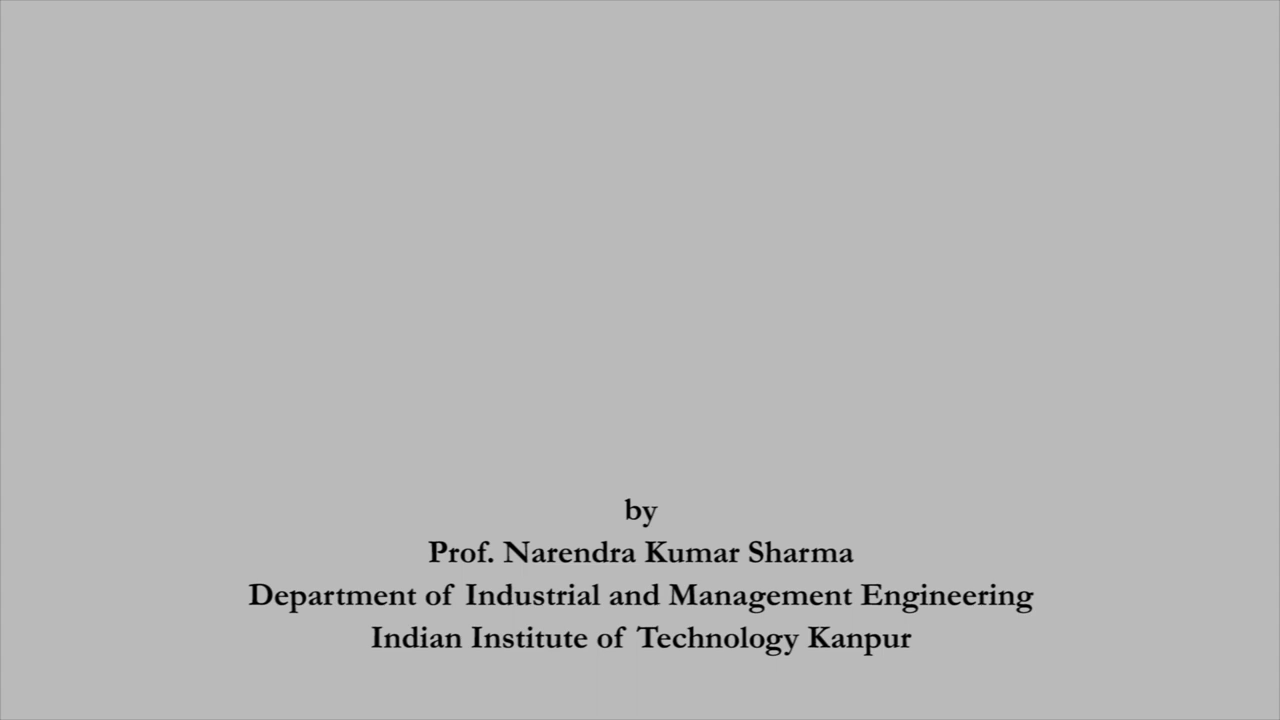 by
Prof. Narendra Kumar Sharma
Department of Industrial and Management Engineering
Indian Institute of Technology Kanpur